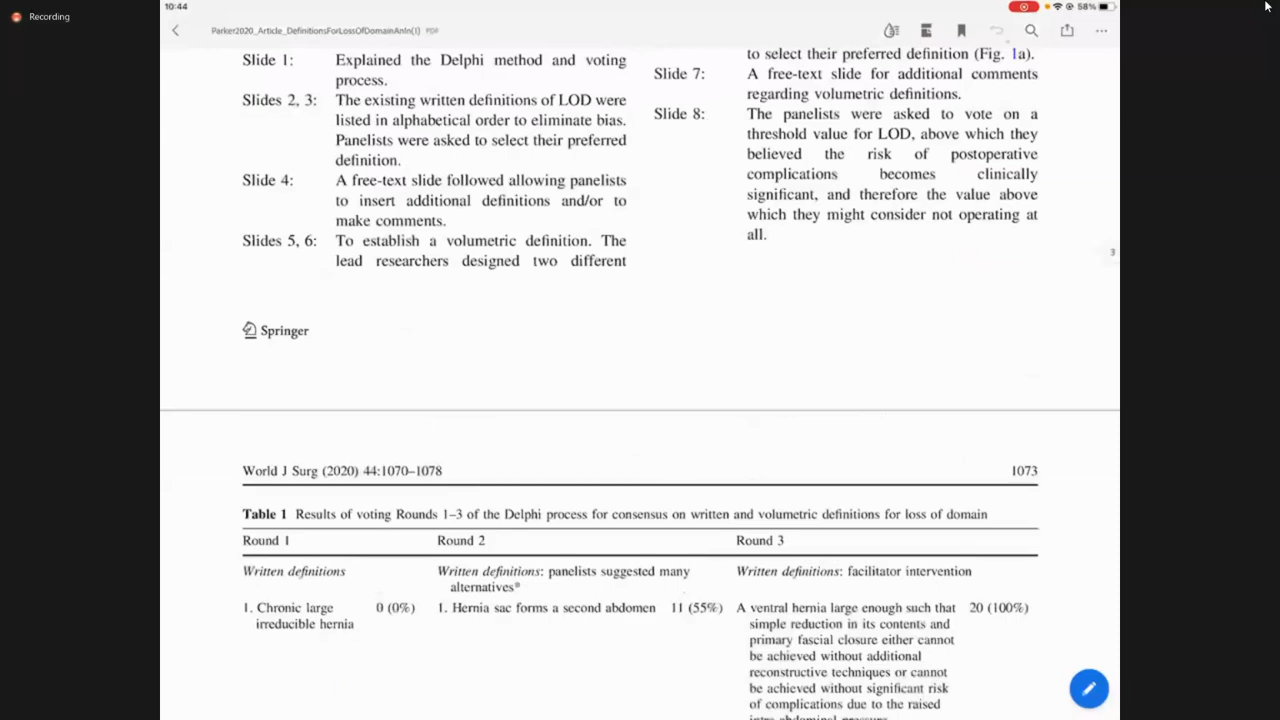 Recording
10:44
58%
Parker2020_Article_DefinitionsForLossOfDomainAnIn(1) PDF
Slide 1: Explained the Delphi method and voting
process.
Slides 2, 3: The existing written definitions of LOD were
listed in alphabetical order to eliminate bias.
Panelists were asked to select their preferred
definition.
Slide 4: A free-text slide followed allowing panelists
to insert additional definitions and/or to
make comments.
Slides 5, 6: To establish a volumetric definition. The
lead researchers designed two different
to select their preferred definition (Fig. 1a).
Slide 7: A free-text slide for additional comments
regarding volumetric definitions.
Slide 8: The panelists were asked to vote on a
threshold value for LOD, above which they
believed the risk of postoperative
complications becomes clinically
significant, and therefore the value above
which they might consider not operating at
all.
3
Springer
World J Surg (2020) 44:1070–1078 1073
Table 1 Results of voting Rounds 1–3 of the Delphi process for consensus on written and volumetric definitions for loss of domain
Round 1 Round 2 Round 3
Written definitions
Written definitions: panelists suggested many
alternatives*
Written definitions: facilitator intervention
1. Chronic large 0 (0%)
irreducible hernia
1. Hernia sac forms a second abdomen 11 (55%)
A ventral hernia large enough such that 20 (100%)
simple reduction in its contents and
primary fascial closure either cannot
be achieved without additional
reconstructive techniques or cannot
be achieved without significant risk
of complications due to the raised
intra-abdominal pressure